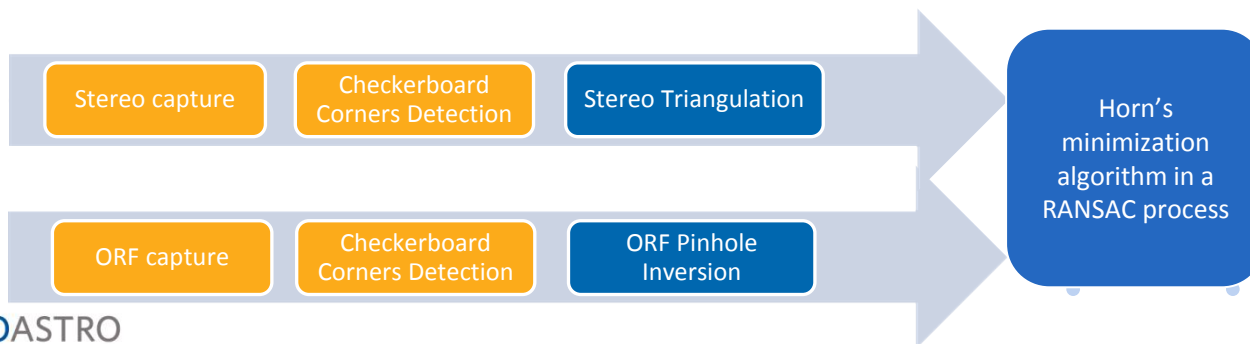 Stereo capture
Checkerboard
Corners Detection
Stereo Triangulation
ORF capture
Checkerboard
Corners Detection
ORF Pinhole
Inversion
Horn’s
minimization
algorithm in a
RANSAC process
DASTRO